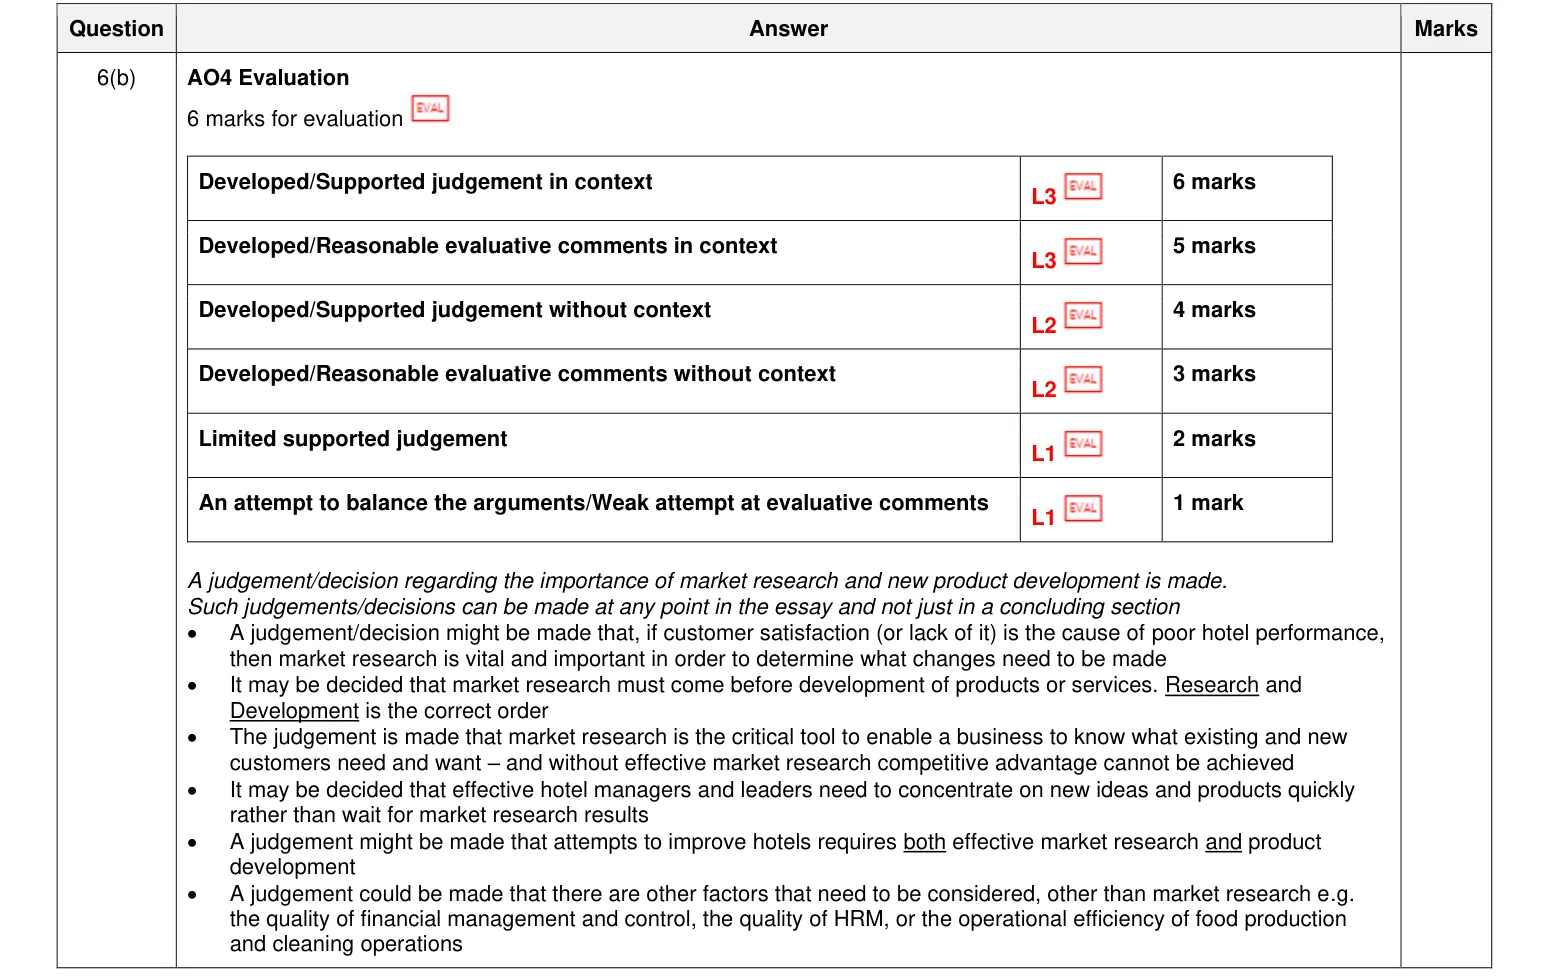 Question Answer Marks
6(b) AO4 Evaluation
6 marks for evaluation EVAL
Developed/Supported judgement in context L3 EVAL 6 marks
Developed/Reasonable evaluative comments in context L3 EVAL 5 marks
Developed/Supported judgement without context L2 EVAL 4 marks
Developed/Reasonable evaluative comments without context L2 EVAL 3 marks
Limited supported judgement L1 EVAL 2 marks
An attempt to balance the arguments/Weak attempt at evaluative comments L1 EVAL 1 mark
A judgement/decision regarding the importance of market research and new product development is made.
Such judgements/decisions can be made at any point in the essay and not just in a concluding section
• A judgement/decision might be made that, if customer satisfaction (or lack of it) is the cause of poor hotel performance,
then market research is vital and important in order to determine what changes need to be made
• It may be decided that market research must come before development of products or services. Research and
Development is the correct order
• The judgement is made that market research is the critical tool to enable a business to know what existing and new
customers need and want – and without effective market research competitive advantage cannot be achieved
• It may be decided that effective hotel managers and leaders need to concentrate on new ideas and products quickly
rather than wait for market research results
• A judgement might be made that attempts to improve hotels requires both effective market research and product
development
• A judgement could be made that there are other factors that need to be considered, other than market research e.g.
the quality of financial management and control, the quality of HRM, or the operational efficiency of food production
and cleaning operations